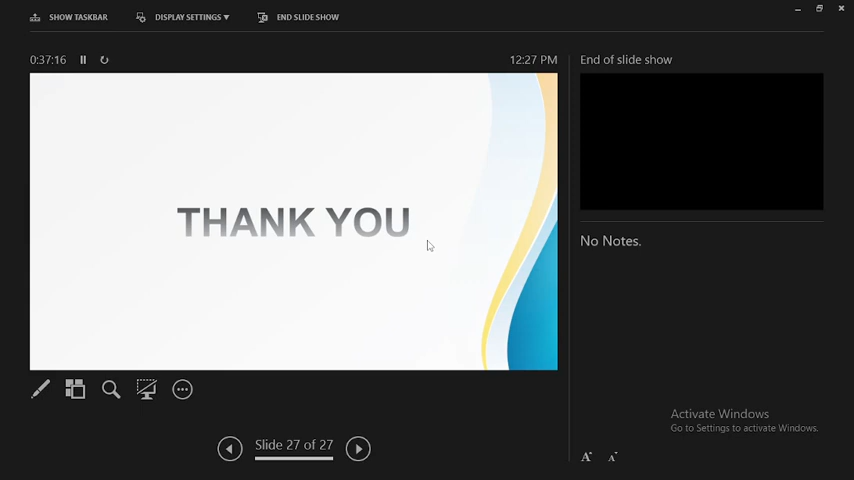 SHOW TASKBAR
DISPLAY SETTINGS ▼
END SLIDE SHOW
0:37:16
12:27 PM
End of slide show
THANK YOU
No Notes.
Slide 27 of 27
Activate Windows
Go to Settings to activate Windows.
A A